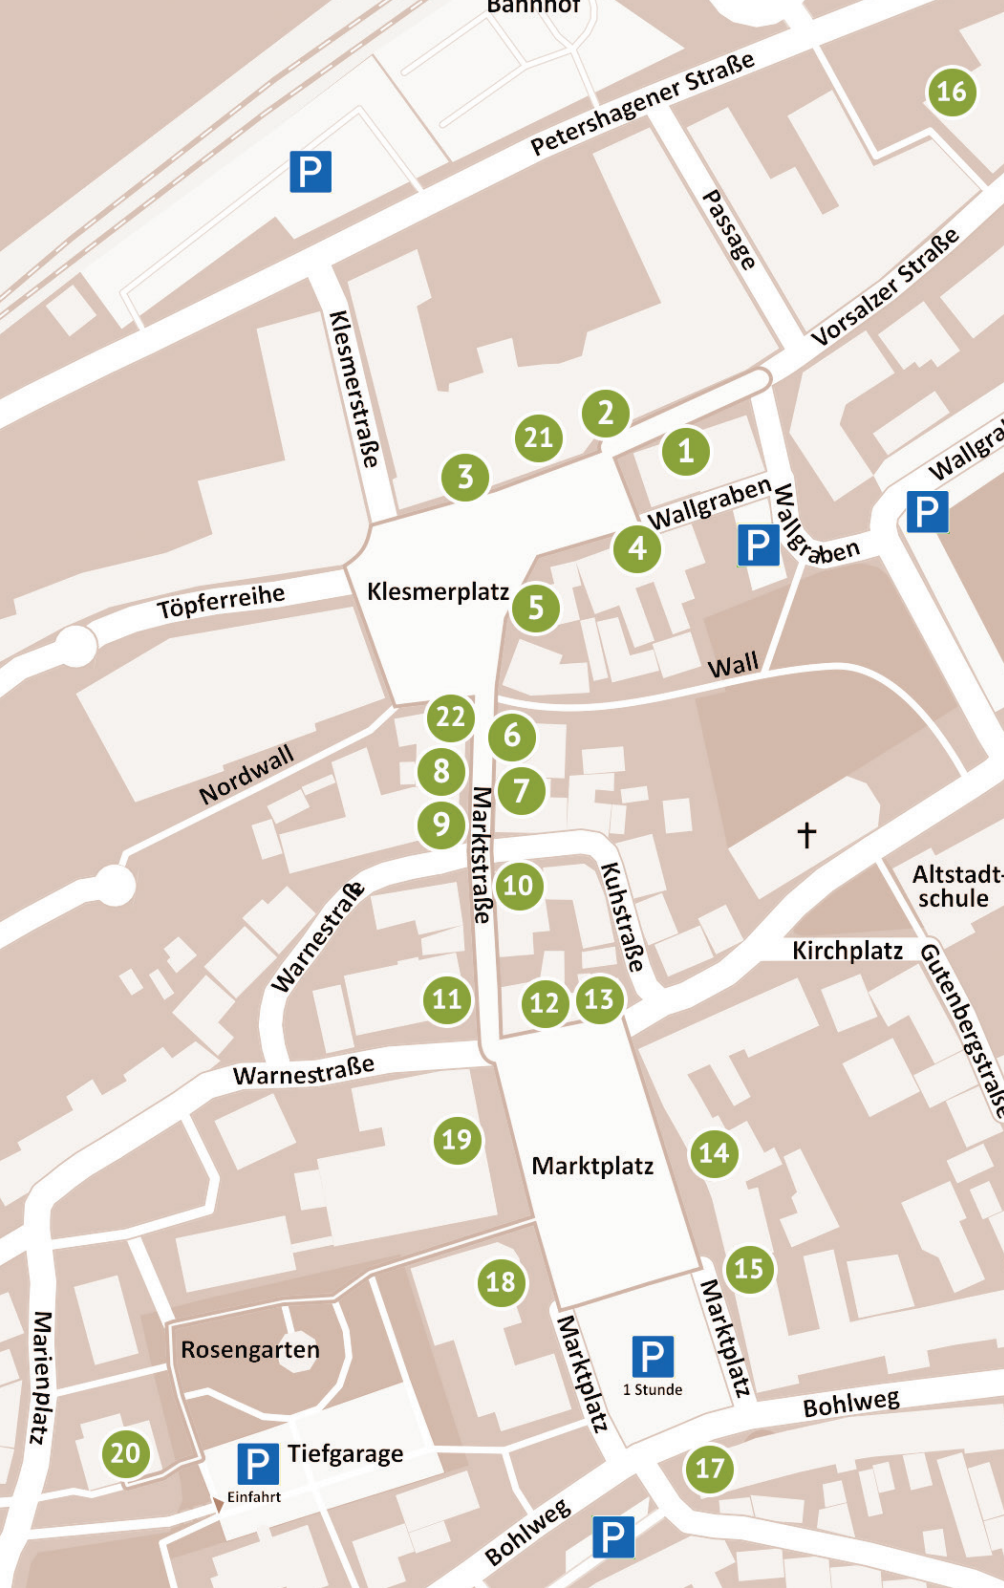 Bahnhof
16
Petershagener Straße
P
Passage
Vorsalzer Straße
Klesmerstraße
2
21
1
3
Wallgra
Wallgraben
Wallgraben
P
P
4
Klesmerplatz
Töpferreihe
5
Wall
22
6
Nordwall
8
7
9
Marktstraße
10
Kuhstraße
Warnestraße
Altstadt-
schule
Kirchplatz
Gutenbergstraße
11
12
13
Warnestraße
19
14
Marktplatz
15
18
Marktplatz
Marktplatz
Marienplatz
Rosengarten
P
1 Stunde
Bohlweg
20
P
Tiefgarage
Einfahrt
17
Bohlweg
P